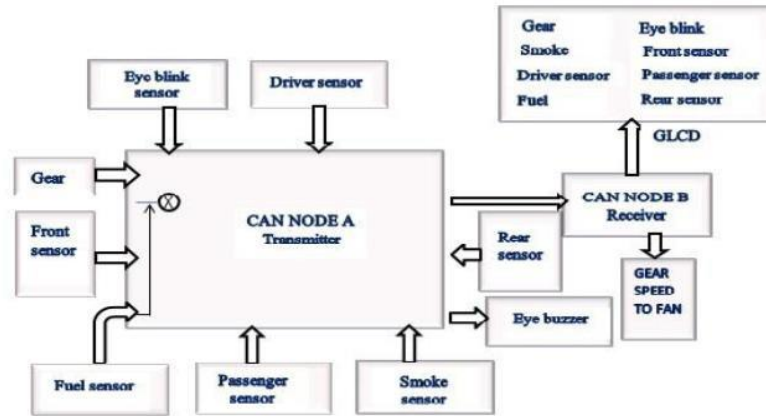 Gear
Eye blink
Smoke
Front sensor
Driver sensor
Passenger sensor
Fuel
Rear sensor
Eye blink
sensor
Driver sensor
GLCD
Gear
CAN NODE A
Transmitter
CAN NODE B
Receiver
Front
sensor
Rear
sensor
GEAR
SPEED
TO FAN
Eye buzzer
Fuel sensor
Passenger
sensor
Smoke
sensor